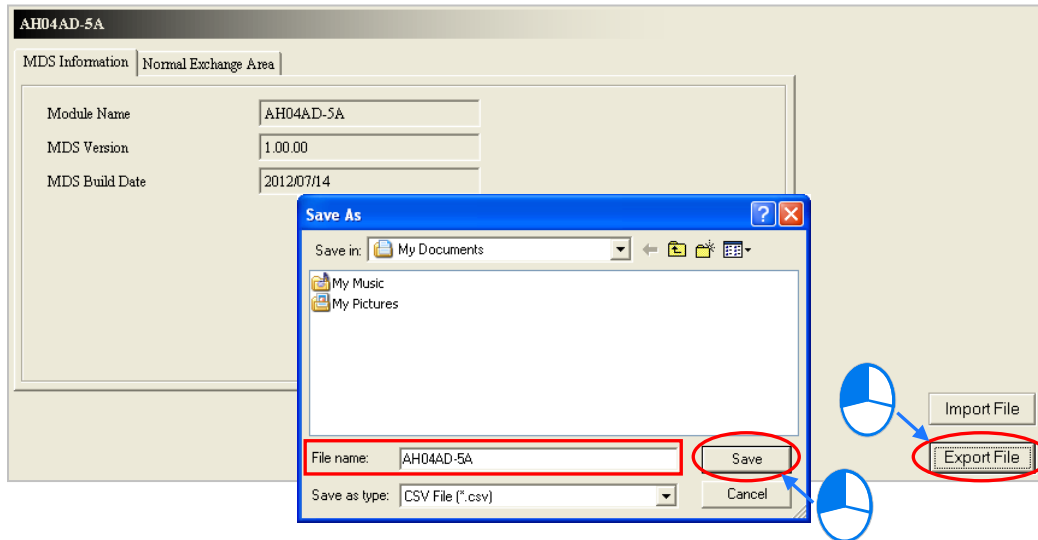 AH04AD-5A
MDS Information Normal Exchange Area
Module Name AH04AD-5A
MDS Version 1.00.00
MDS Build Date 2012/07/14
Save As
Save in: My Documents
My Music
My Pictures
File name: AH04AD-5A Save
Save as type: CSV File (*.csv) Cancel
Import File
Export File